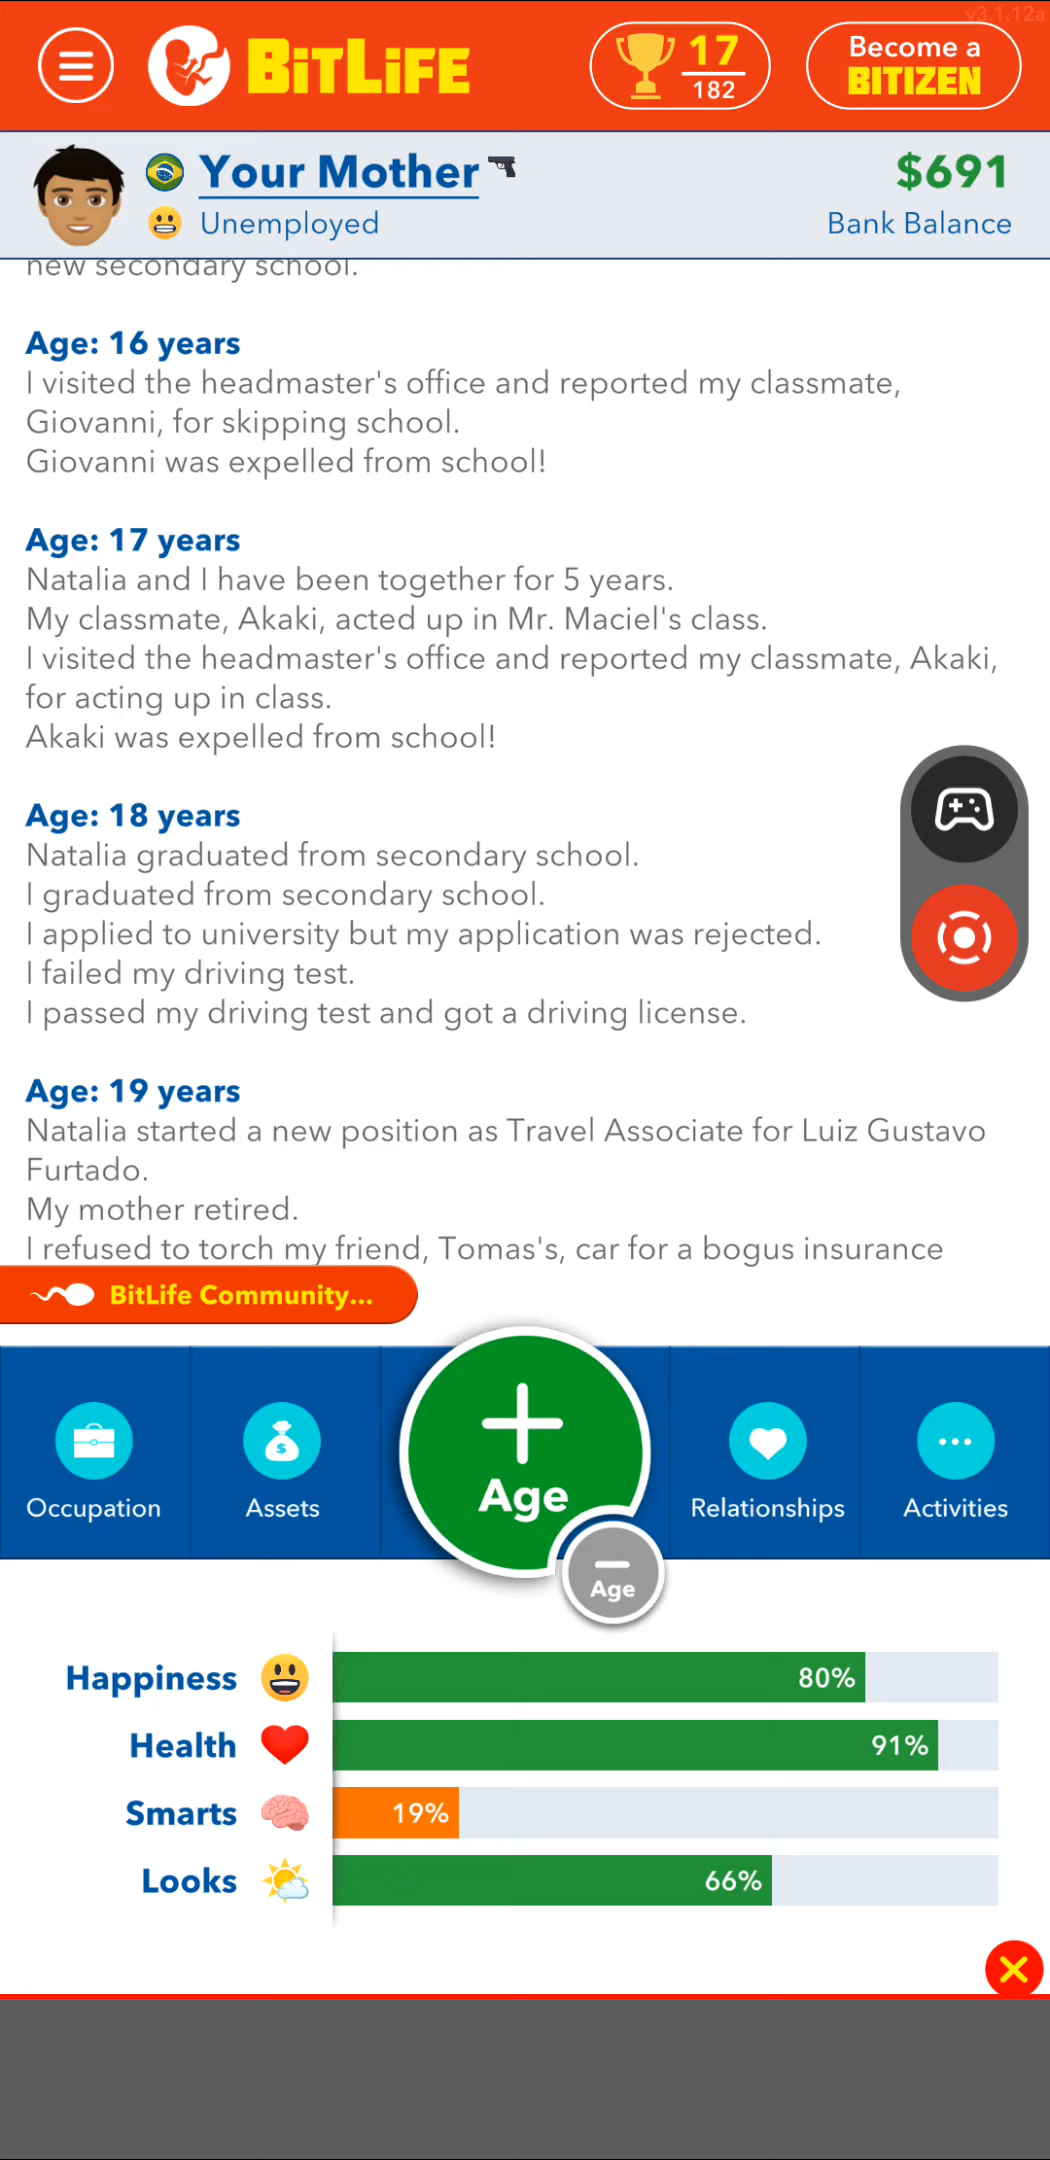 v3.1.12a
BiTLiFE
17
182
Become a
BITIZEN
Your Mother
$691
Unemployed
Bank Balance
new secondary school.
Age: 16 years
I visited the headmaster's office and reported my classmate,
Giovanni, for skipping school.
Giovanni was expelled from school!
Age: 17 years
Natalia and I have been together for 5 years.
My classmate, Akaki, acted up in Mr. Maciel's class.
I visited the headmaster's office and reported my classmate, Akaki,
for acting up in class.
Akaki was expelled from school!
Age: 18 years
Natalia graduated from secondary school.
I graduated from secondary school.
I applied to university but my application was rejected.
I failed my driving test.
I passed my driving test and got a driving license.
Age: 19 years
Natalia started a new position as Travel Associate for Luiz Gustavo
Furtado.
My mother retired.
I refused to torch my friend, Tomas's, car for a bogus insurance
BitLife Community...
Occupation
Assets
Age
Relationships
Activities
Age
Happiness 80%
Health 91%
Smarts 19%
Looks 66%